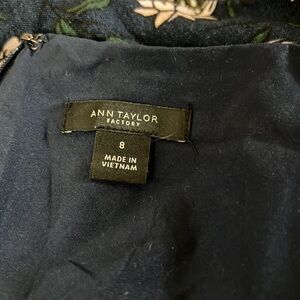 ANN TAYLOR
FACTORY
8
MADE IN
VIETNAM